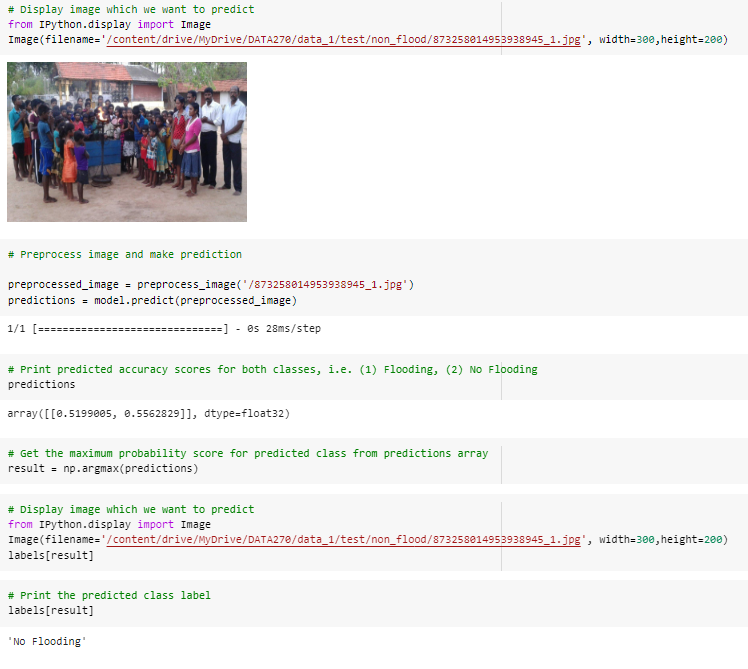 # Display image which we want to predict
from IPython.display import Image
Image(filename='/content/drive/MyDrive/DATA270/data_1/test/non_flood/873258014953938945_1.jpg', width=300,height=200)
# Preprocess image and make prediction
preprocessed_image = preprocess_image('/873258014953938945_1.jpg')
predictions = model.predict(preprocessed_image)
1/1 [==============================] - 0s 28ms/step
# Print predicted accuracy scores for both classes, i.e. (1) Flooding, (2) No Flooding
predictions
array([[0.5199005, 0.5562829]], dtype=float32)
# Get the maximum probability score for predicted class from predictions array
result = np.argmax(predictions)
# Display image which we want to predict
from IPython.display import Image
Image(filename='/content/drive/MyDrive/DATA270/data_1/test/non_flood/873258014953938945_1.jpg', width=300,height=200)
labels[result]
# Print the predicted class label
labels[result]
'No Flooding'